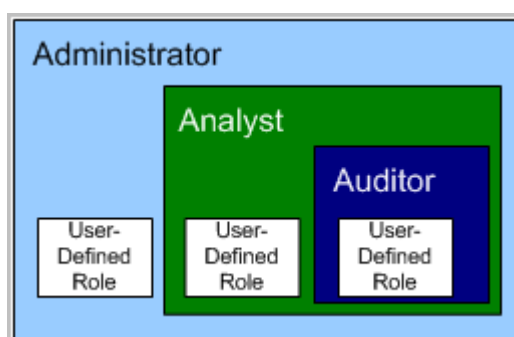 Administrator
Analyst
Auditor
User-
Defined
Role
User-
Defined
Role
User-
Defined
Role